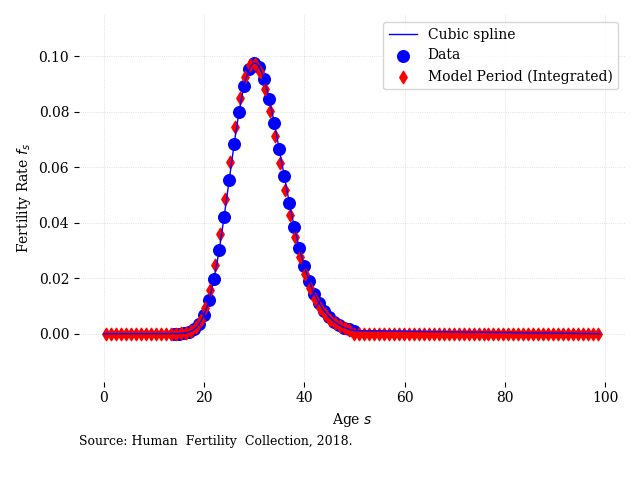 Cubic spline
Data
Model Period (Integrated)
Fertility Rate $f_s$
0.10
0.08
0.06
0.04
0.02
0.00
0 20 40 60 80 100
Age $s$
Source: Human Fertility Collection, 2018.